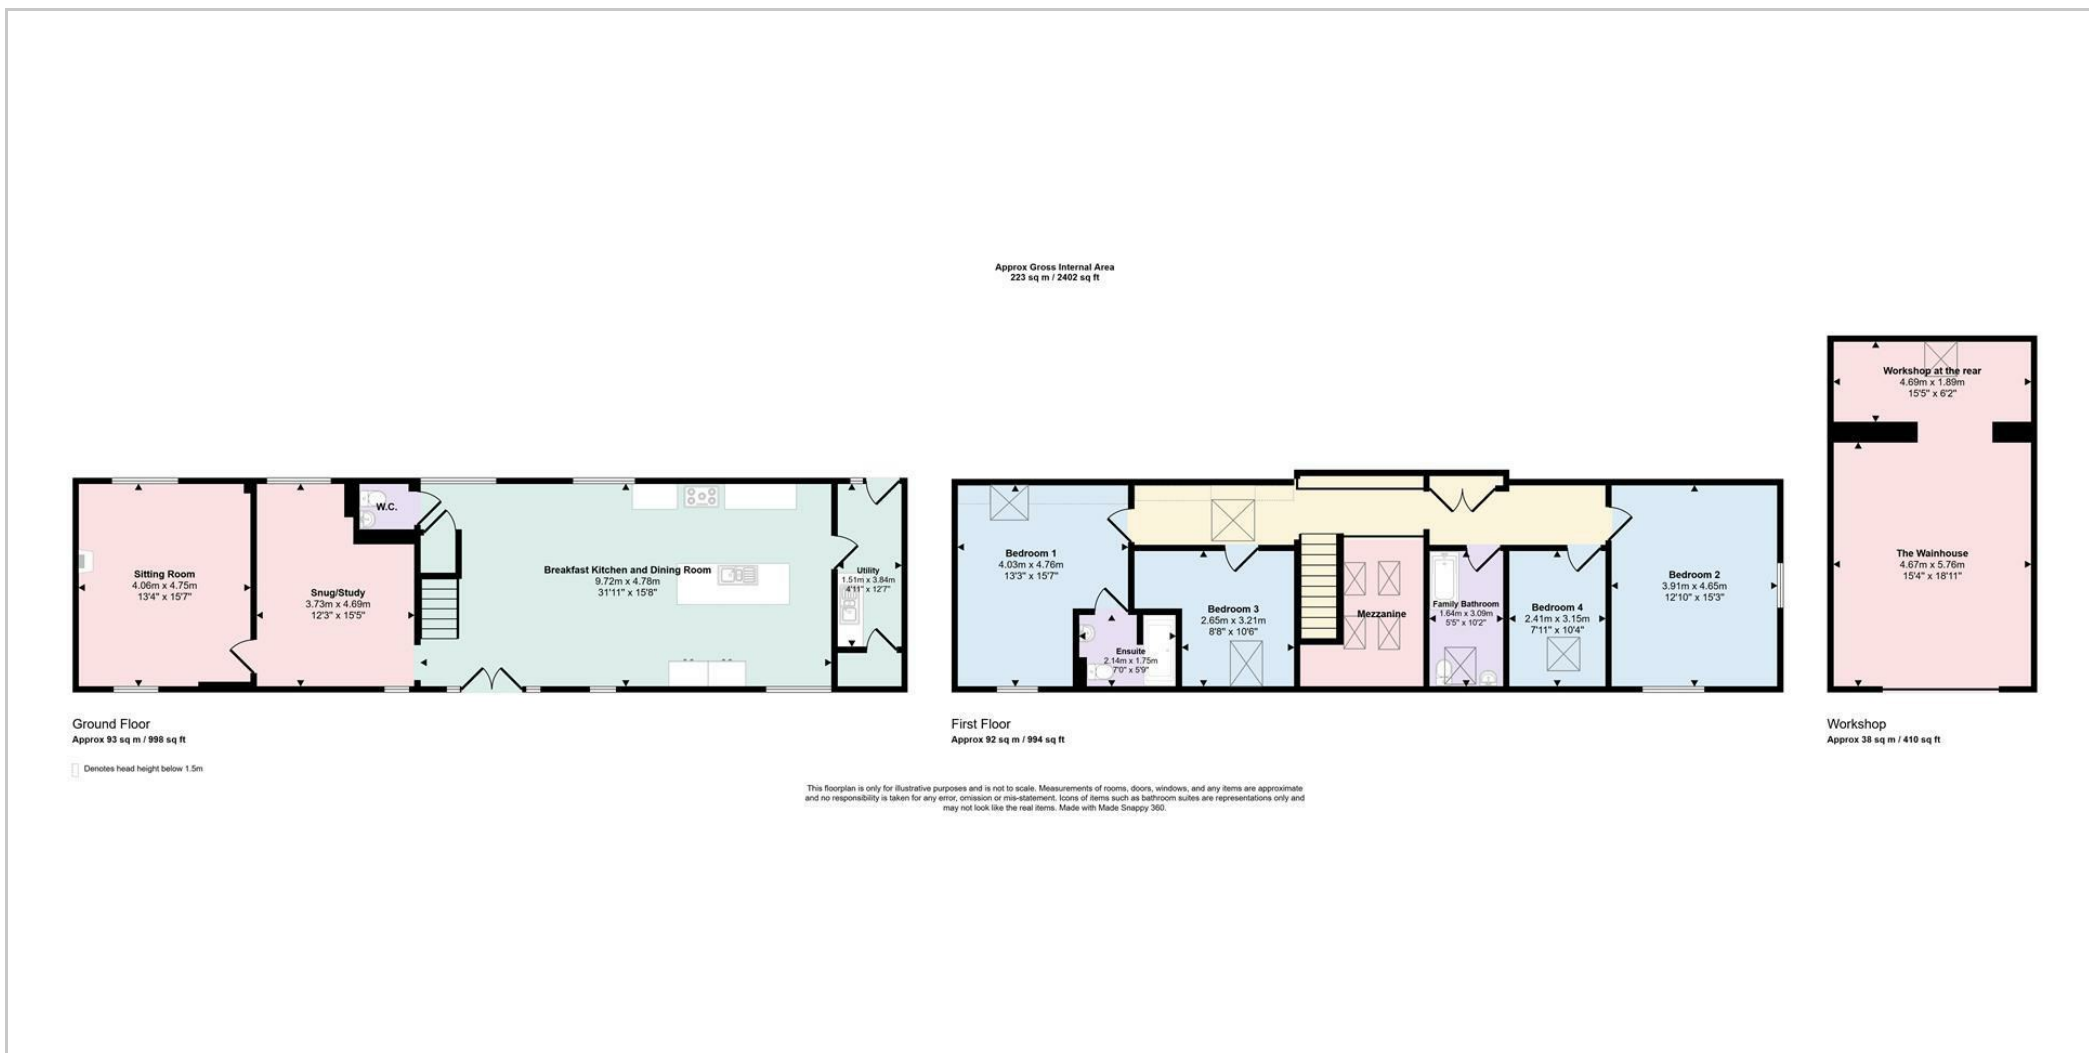 Approx Gross Internal Area
223 sq m / 2402 sq ft
Sitting Room
4.06m x 4.75m
13'4" x 15'7"
Snug/Study
3.73m x 4.69m
12'3" x 15'5"
W.C.
Breakfast Kitchen and Dining Room
9.72m x 4.78m
31'11" x 15'8"
Utility
1.51m x 3.84m
4'11" x 12'7"
Ground Floor
Approx 93 sq m / 998 sq ft
Denotes head height below 1.5m
Bedroom 1
4.03m x 4.76m
13'3" x 15'7"
Ensuite
2.14m x 1.75m
7'0" x 5'9"
Bedroom 3
2.65m x 3.21m
8'8" x 10'6"
Mezzanine
Family Bathroom
1.64m x 3.09m
5'5" x 10'2"
Bedroom 4
2.41m x 3.15m
7'11" x 10'4"
Bedroom 2
3.91m x 4.65m
12'10" x 15'3"
First Floor
Approx 92 sq m / 994 sq ft
Workshop at the rear
4.69m x 1.89m
15'5" x 6'2"
The Wainhouse
4.67m x 5.76m
15'4" x 18'11"
Workshop
Approx 38 sq m / 410 sq ft
This floorplan is only for illustrative purposes and is not to scale. Measurements of rooms, doors, windows, and any items are approximate
and no responsibility is taken for any error, omission or mis-statement. Icons of items such as bathroom suites are representations only and
may not look like the real items. Made with Made Snappy 360.